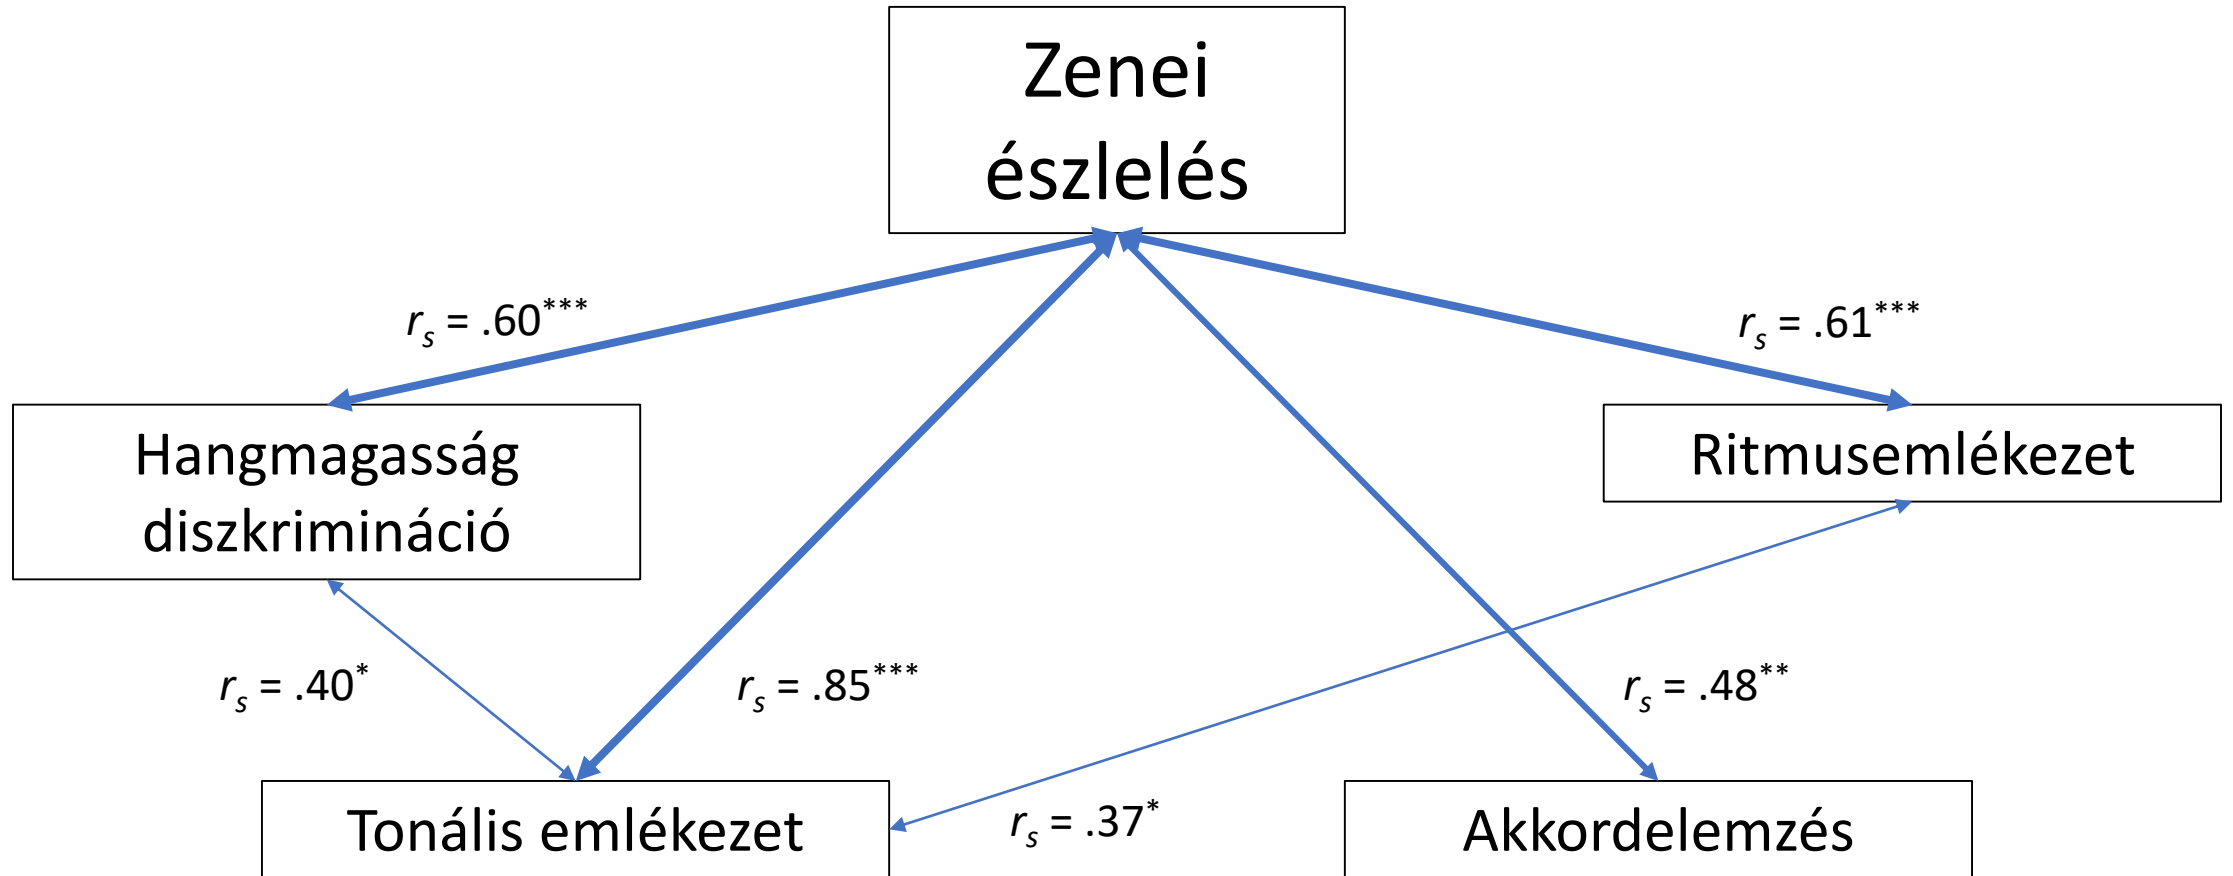 Zenei
észlelés
rs = .60***
rs = .61***
Hangmagasság
diszkrimináció
Ritmusemlékezet
rs = .40*
rs = .85***
rs = .48**
rs = .37*
Tonális emlékezet
Akkordelemzés